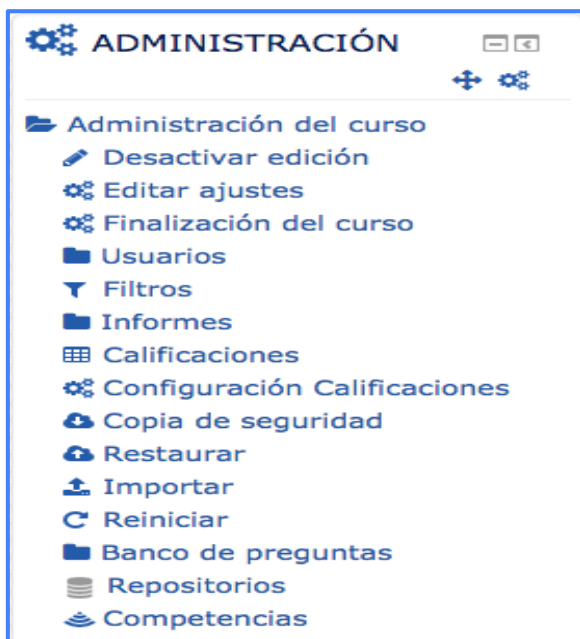 ADMINISTRACIÓN
Administración del curso
Desactivar edición
Editar ajustes
Finalización del curso
Usuarios
Filtros
Informes
Calificaciones
Configuración Calificaciones
Copia de seguridad
Restaurar
Importar
Reiniciar
Banco de preguntas
Repositorios
Competencias